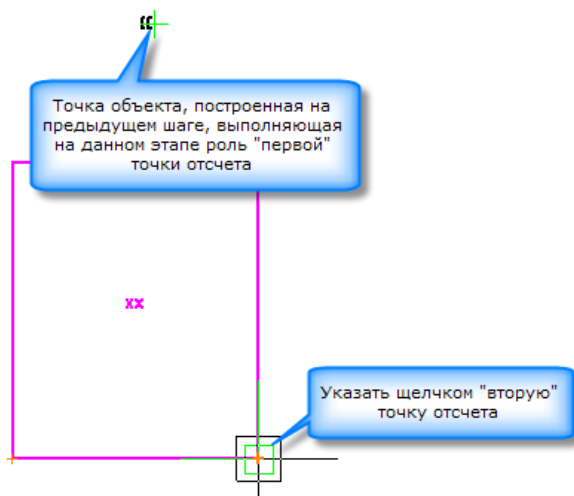 Точка объекта, построенная на
предыдущем шаге, выполняющая
на данном этапе роль "первой"
точки отсчета
Указать щелчком "вторую"
точку отсчета